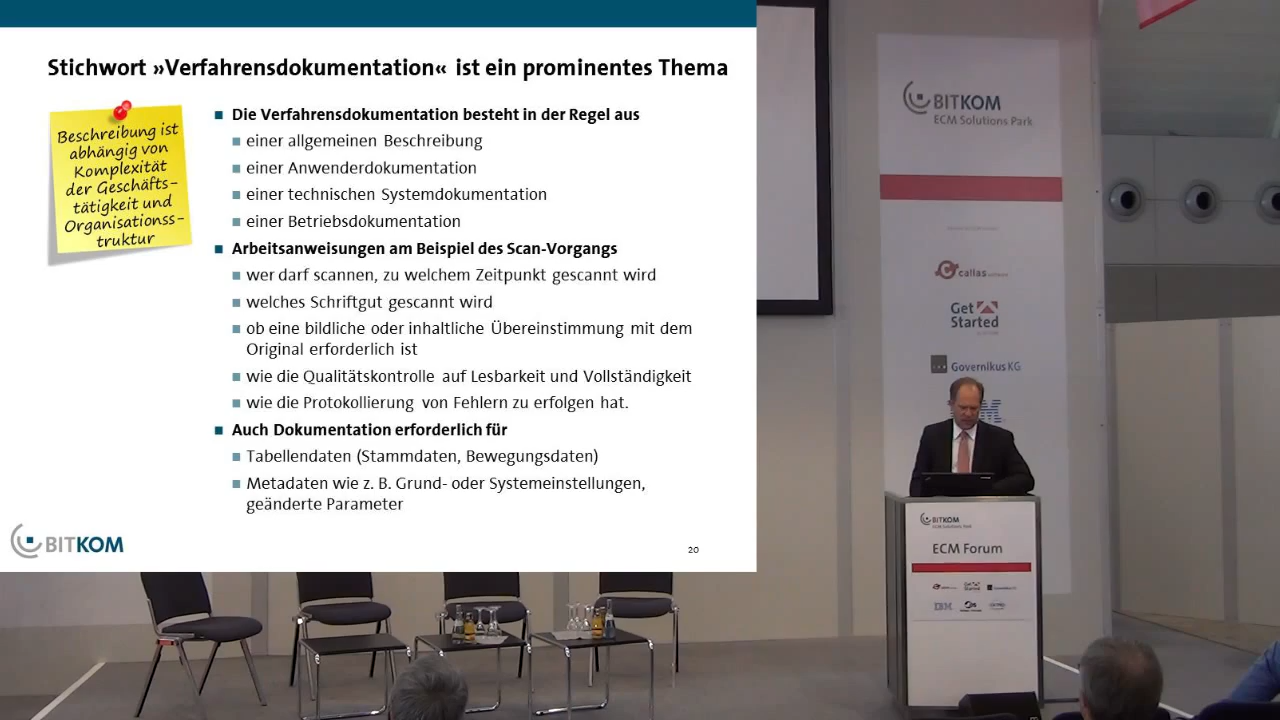 Stichwort »Verfahrensdokumentation« ist ein prominentes Thema
Beschreibung ist
abhängig von
Komplexität
der Geschäfts-
tätigkeit und
Organisationss-
truktur
Die Verfahrensdokumentation besteht in der Regel aus
einer allgemeinen Beschreibung
einer Anwenderdokumentation
einer technischen Systemdokumentation
einer Betriebsdokumentation
Arbeitsanweisungen am Beispiel des Scan-Vorgangs
wer darf scannen, zu welchem Zeitpunkt gescannt wird
welches Schriftgut gescannt wird
ob eine bildliche oder inhaltliche Übereinstimmung mit dem
Original erforderlich ist
wie die Qualitätskontrolle auf Lesbarkeit und Vollständigkeit
wie die Protokollierung von Fehlern zu erfolgen hat.
Auch Dokumentation erforderlich für
Tabellendaten (Stammdaten, Bewegungsdaten)
Metadaten wie z. B. Grund- oder Systemeinstellungen,
geänderte Parameter
BITKOM
20
BITKOM
ECM Solutions Park
callas
Get
Started
Governikus KG
BITKOM
ECM Solutions Park
ECM Forum
IBM